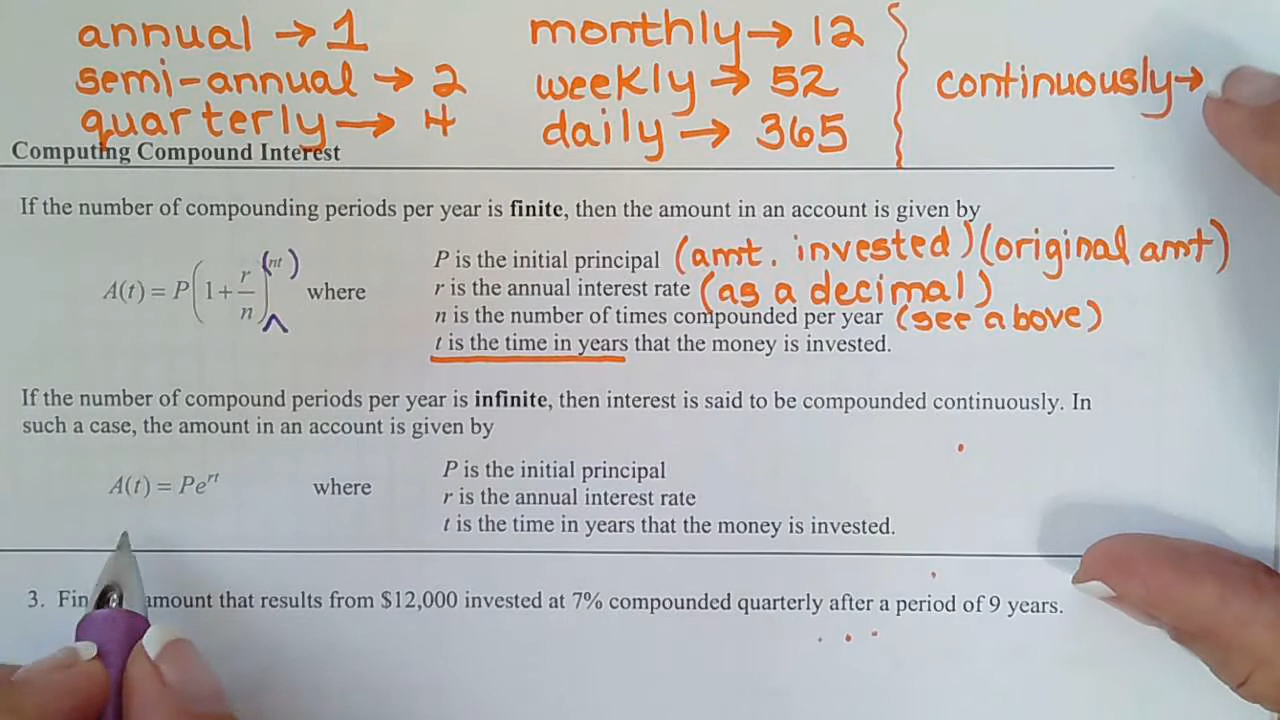 annual → 1 monthly → 12 continuously →
semi-annual → 2 weekly → 52
quarterly → 4 daily → 365
Computing Compound Interest
If the number of compounding periods per year is finite, then the amount in an account is given by
A(t) = P(1 + r/n)^(nt) where
P is the initial principal (amt. invested)(original amt)
r is the annual interest rate (as a decimal)
n is the number of times compounded per year (see above)
t is the time in years that the money is invested.
If the number of compound periods per year is infinite, then interest is said to be compounded continuously. In
such a case, the amount in an account is given by
A(t) = Pe^rt where
P is the initial principal
r is the annual interest rate
t is the time in years that the money is invested.
3. amount that results from $12,000 invested at 7% compounded quarterly after a period of 9 years.